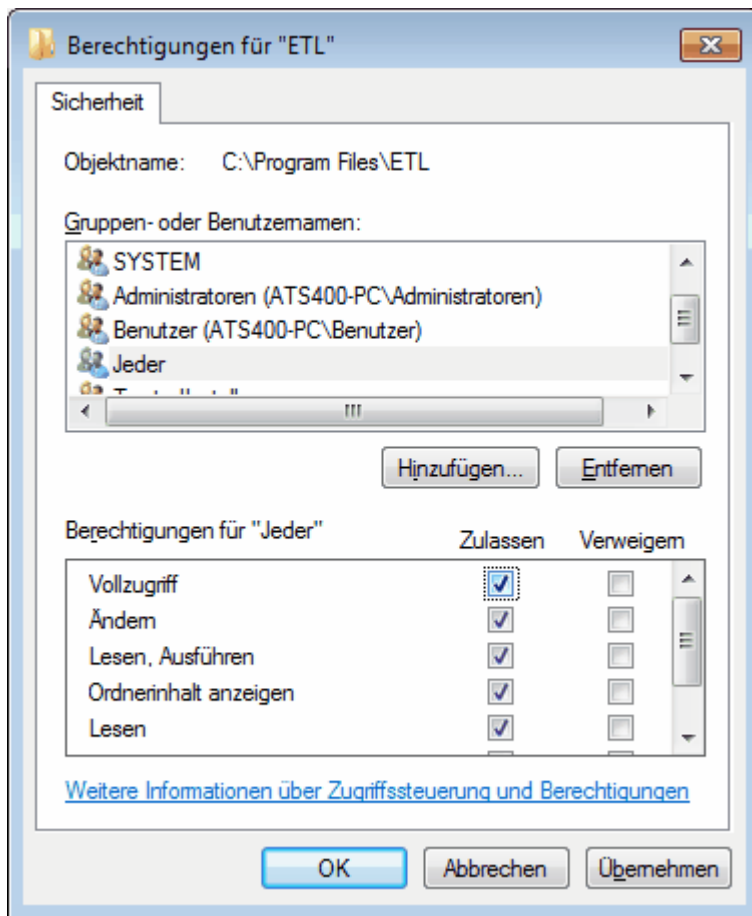 Berechtigungen für "ETL"
Sicherheit
Objektname: C:\Program Files\ETL
Gruppen- oder Benutzernamen:
SYSTEM
Administratoren (ATS400-PC\Administratoren)
Benutzer (ATS400-PC\Benutzer)
Jeder
Hinzufügen... Entfernen
Berechtigungen für "Jeder" Zulassen Verweigern
Vollzugriff
Ändern
Lesen, Ausführen
Ordnerinhalt anzeigen
Lesen
Weitere Informationen über Zugriffssteuerung und Berechtigungen
OK Abbrechen Übernehmen